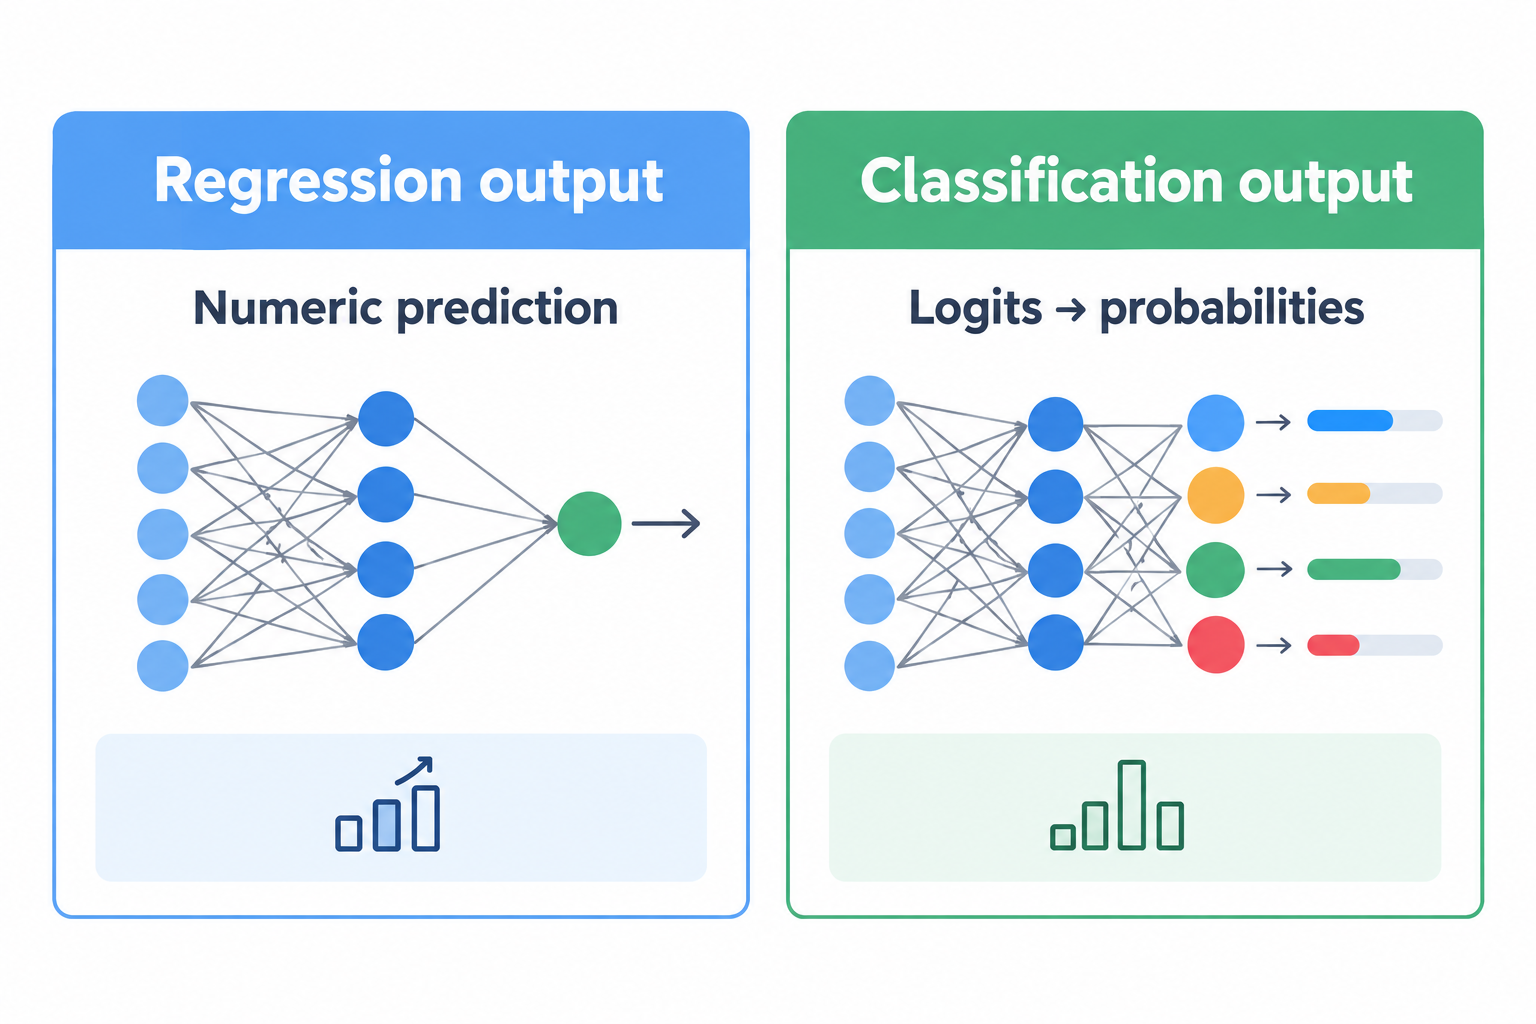 Regression output
Numeric prediction
Classification output
Logits → probabilities